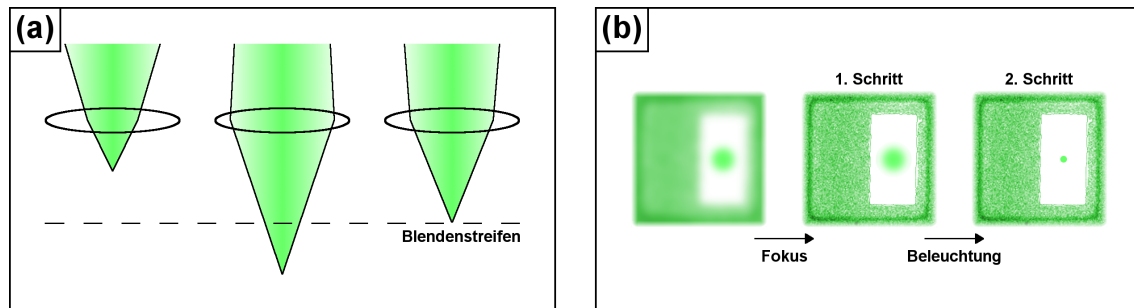 (a)
Blendenstreifen
(b)
1. Schritt
2. Schritt
Fokus
Beleuchtung